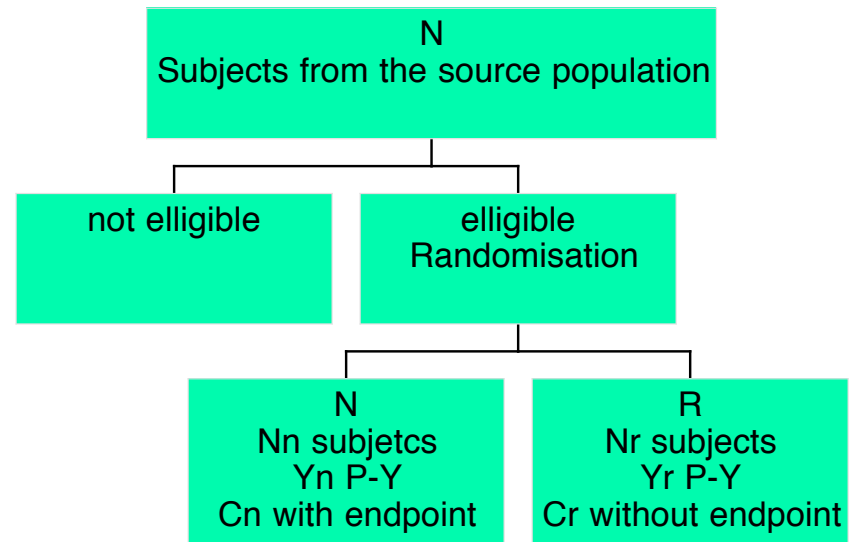 N
Subjects from the source population
not elligible
elligible
Randomisation
N
Nn subjetcs
Yn P-Y
Cn with endpoint
R
Nr subjects
Yr P-Y
Cr without endpoint